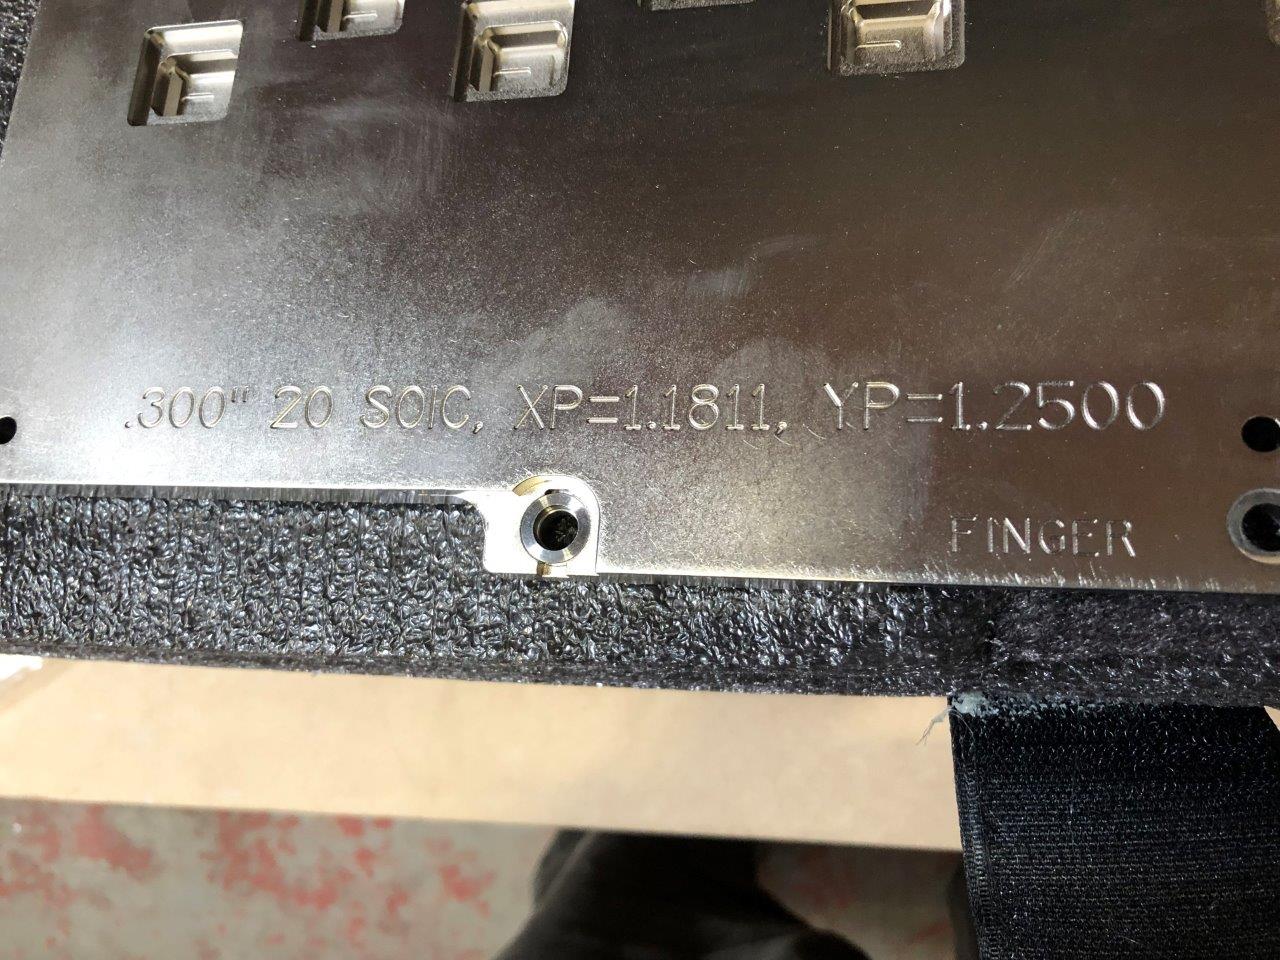 .300" 20 SOIC, XP=1.1811, YP=1.2500
FINGER